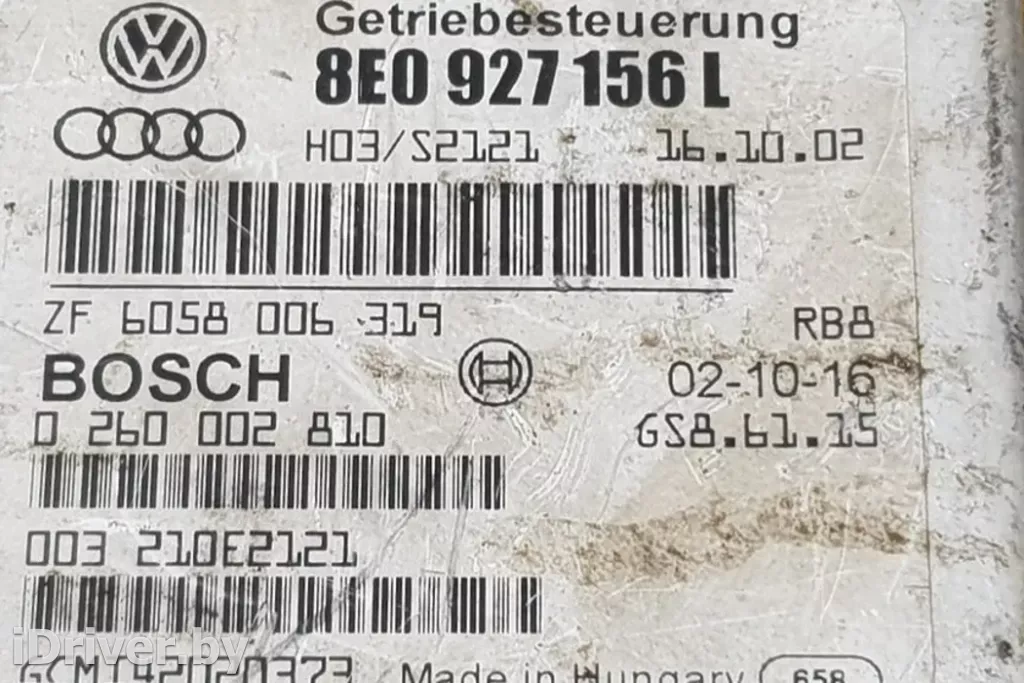 Getriebesteuerung
8E0 927 156 L
H03/S2121 16.10.02
ZF 6058 006 319 RB8
BOSCH 02-10-16
0 260 002 810 GS8.61.15
003 210E2121
Made in Hungary 658
iDriver.by